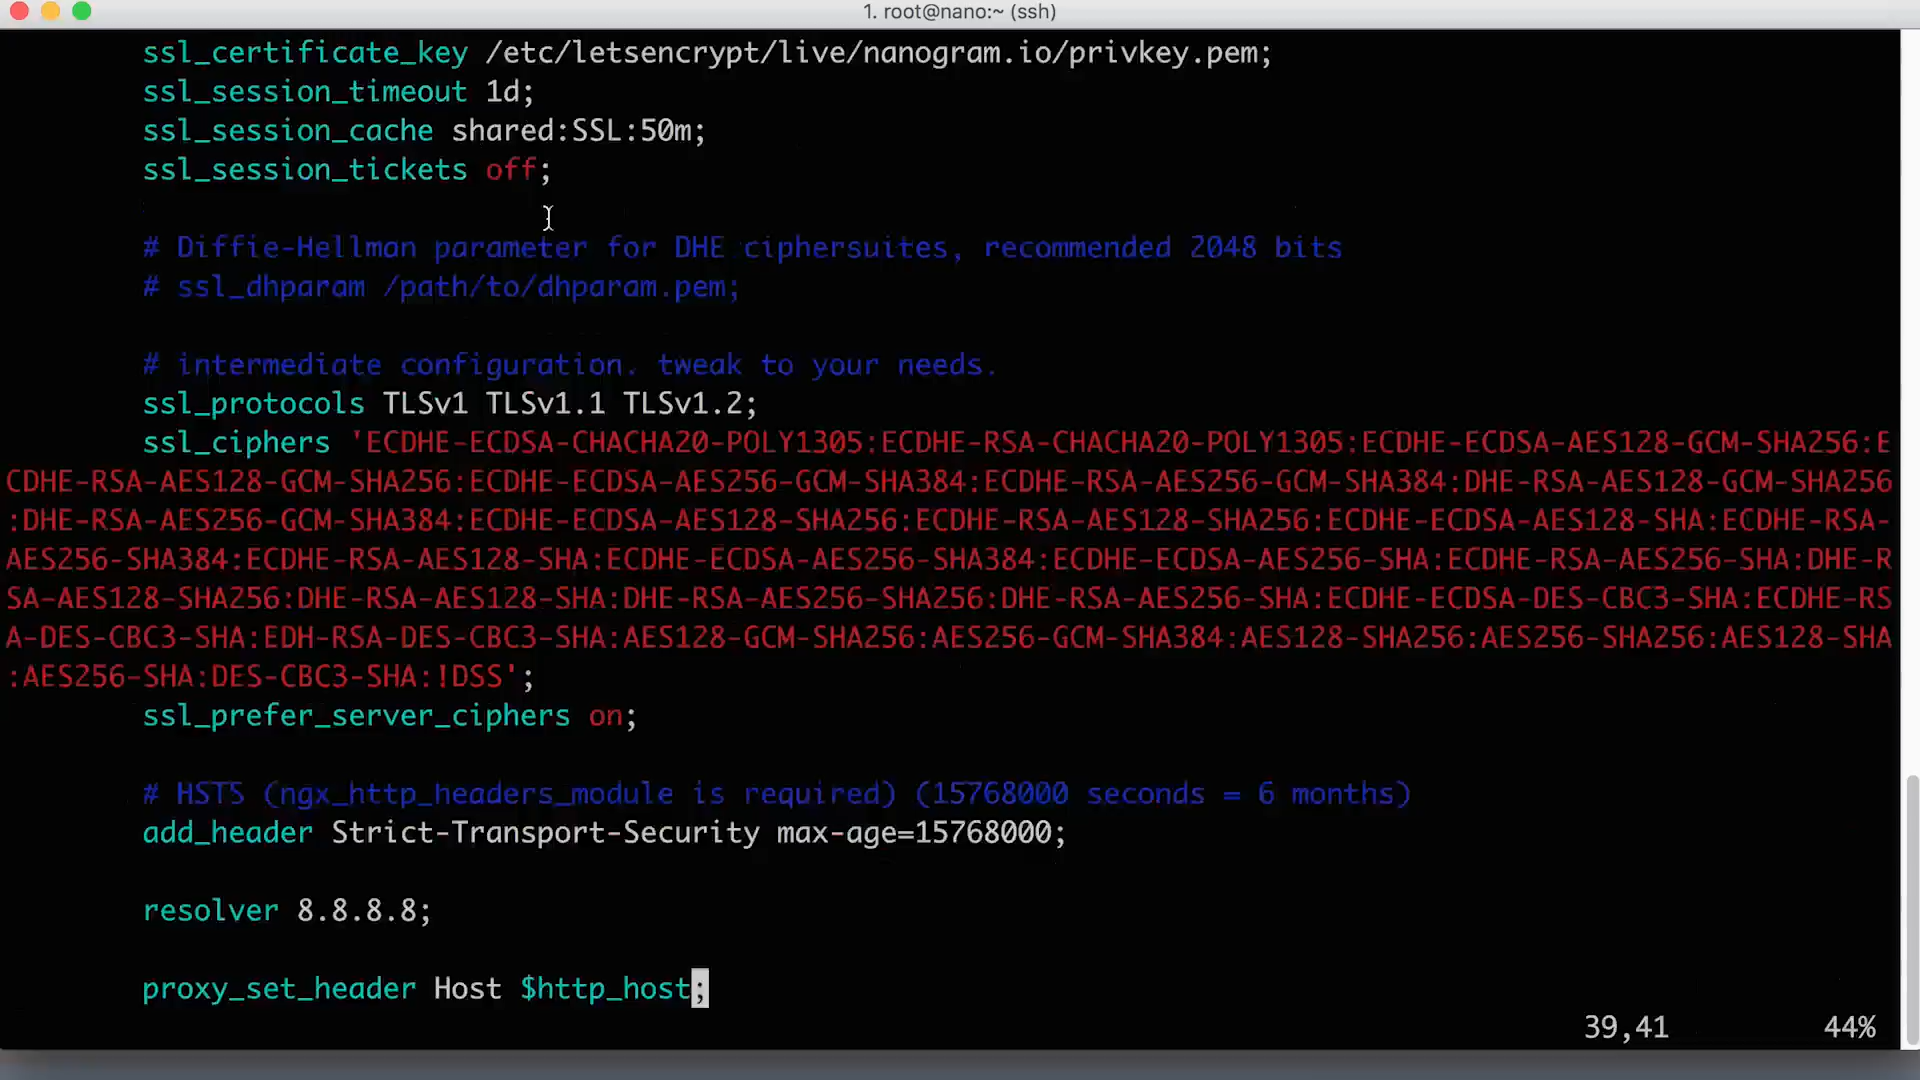 1. root@nano:~ (ssh)
ssl_certificate_key /etc/letsencrypt/live/nanogram.io/privkey.pem;
ssl_session_timeout 1d;
ssl_session_cache shared:SSL:50m;
ssl_session_tickets off;
# Diffie-Hellman parameter for DHE ciphersuites, recommended 2048 bits
# ssl_dhparam /path/to/dhparam.pem;
# intermediate configuration. tweak to your needs.
ssl_protocols TLSv1 TLSv1.1 TLSv1.2;
ssl_ciphers 'ECDHE-ECDSA-CHACHA20-POLY1305:ECDHE-RSA-CHACHA20-POLY1305:ECDHE-ECDSA-AES128-GCM-SHA256:E
CDHE-RSA-AES128-GCM-SHA256:ECDHE-ECDSA-AES256-GCM-SHA384:ECDHE-RSA-AES256-GCM-SHA384:DHE-RSA-AES128-GCM-SHA256
:DHE-RSA-AES256-GCM-SHA384:ECDHE-ECDSA-AES128-SHA256:ECDHE-RSA-AES128-SHA256:ECDHE-ECDSA-AES128-SHA:ECDHE-RSA-
AES256-SHA384:ECDHE-RSA-AES128-SHA:ECDHE-ECDSA-AES256-SHA384:ECDHE-ECDSA-AES256-SHA:ECDHE-RSA-AES256-SHA:DHE-R
SA-AES128-SHA256:DHE-RSA-AES128-SHA:DHE-RSA-AES256-SHA256:DHE-RSA-AES256-SHA:ECDHE-ECDSA-DES-CBC3-SHA:ECDHE-RS
A-DES-CBC3-SHA:EDH-RSA-DES-CBC3-SHA:AES128-GCM-SHA256:AES256-GCM-SHA384:AES128-SHA256:AES256-SHA256:AES128-SHA
:AES256-SHA:DES-CBC3-SHA:!DSS';
ssl_prefer_server_ciphers on;
# HSTS (ngx_http_headers_module is required) (15768000 seconds = 6 months)
add_header Strict-Transport-Security max-age=15768000;
resolver 8.8.8.8;
proxy_set_header Host $http_host;
39,41 44%